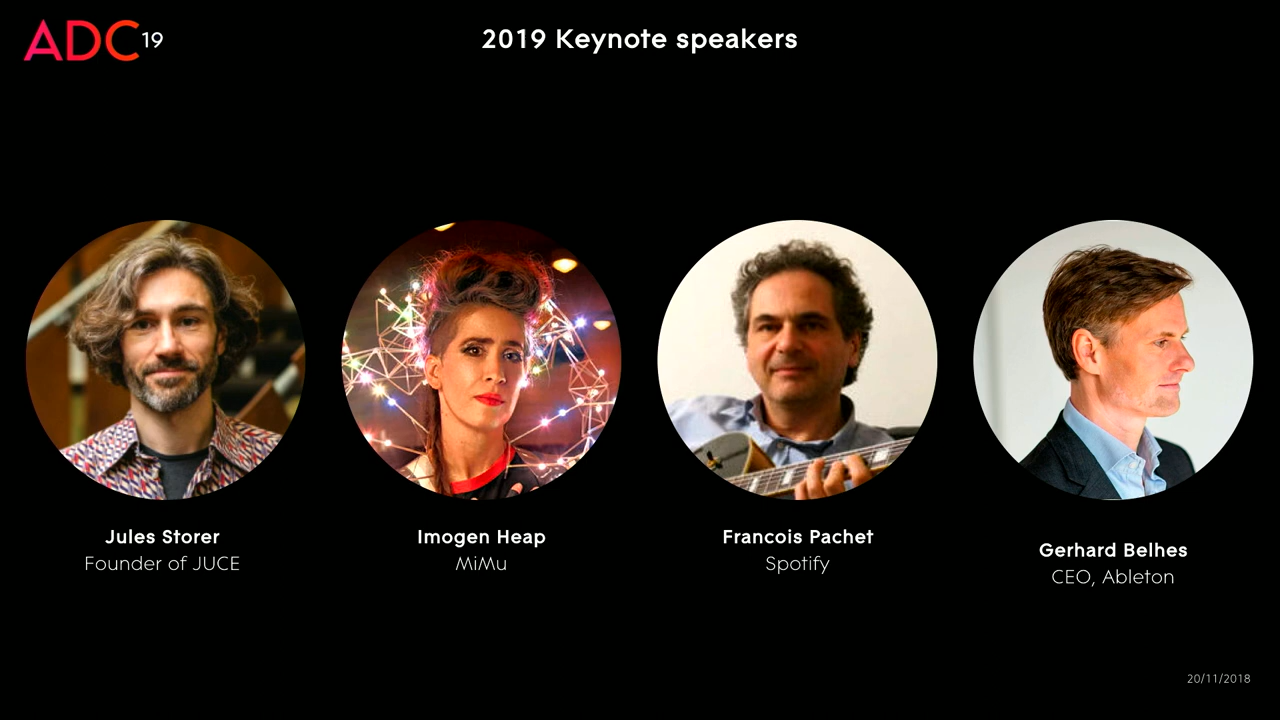 ADC19
2019 Keynote speakers
Jules Storer
Founder of JUCE
Imogen Heap
MiMu
Francois Pachet
Spotify
Gerhard Belhes
CEO, Ableton
20/11/2018